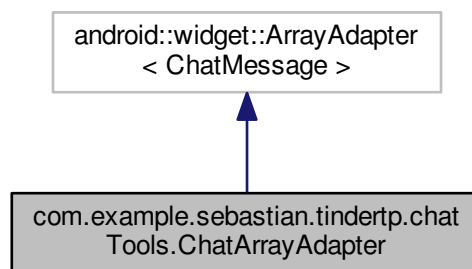 android::widget::ArrayAdapter
< ChatMessage >
com.example.sebastian.tindertp.chat
Tools.ChatArrayAdapter